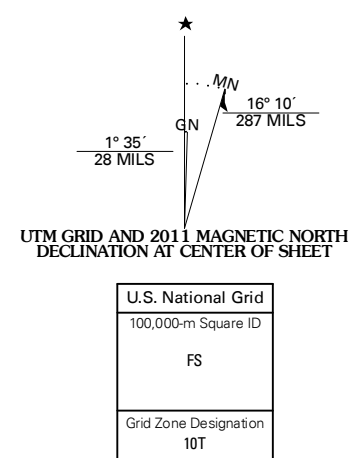 ★
MN
GN
16° 10´
287 MILS
1° 35´
28 MILS
UTM GRID AND 2011 MAGNETIC NORTH
DECLINATION AT CENTER OF SHEET
U.S. National Grid
100,000-m Square ID
FS
Grid Zone Designation
10T